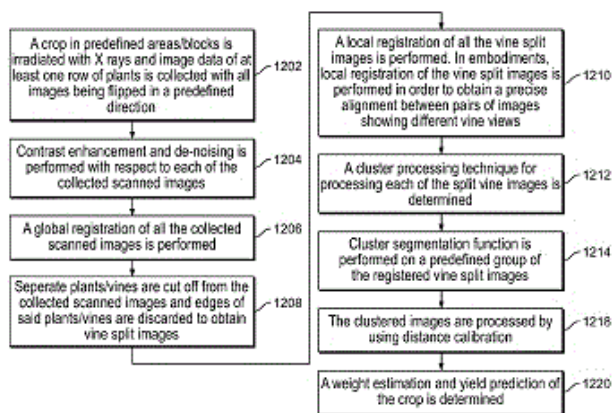 A crop in predefined areas/blocks is
irradiated with X rays and image data of at
least one row of plants is collected with all
images being flipped in a predefined
direction
1202
Contrast enhancement and de-noising is
performed with respect to each of the
collected scanned images
1204
A global registration of all the collected
scanned images is performed
1206
Seperate plants/vines are cut off from the
collected scanned images and edges of
said plants/vines are discarded to obtain
vine split images
1208
A local registration of all the vine split
images is performed. In embodiments,
local registration of the vine split images is
performed in order to obtain a precise
alignment between pairs of images
showing different vine views
1210
A cluster processing technique for
processing each of the split vine images is
determined
1212
Cluster segmentation function is
performed on a predefined group of
the registered vine split images
1214
The clustered images are processed by
using distance calibration
1218
A weight estimation and yield prediction of
the crop is determined
1220